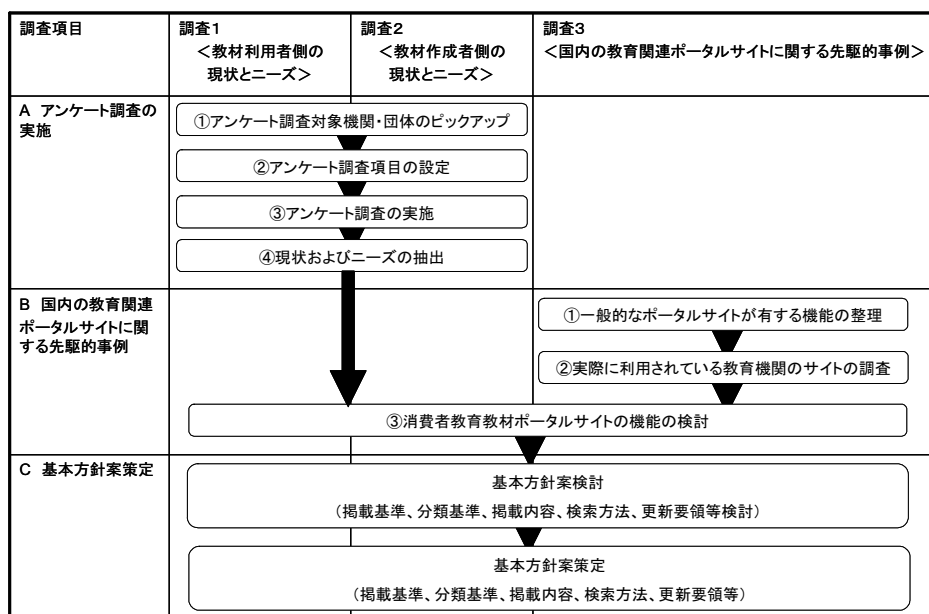 調査項目
調査1
＜教材利用者側の
現状とニーズ＞
調査2
＜教材作成者側の
現状とニーズ＞
調査3
＜国内の教育関連ポータルサイトに関する先駆的事例＞
A アンケート調査の
実施
①アンケート調査対象機関・団体のピックアップ
②アンケート調査項目の設定
③アンケート調査の実施
④現状およびニーズの抽出
B 国内の教育関連
ポータルサイトに関
する先駆的事例
①一般的なポータルサイトが有する機能の整理
②実際に利用されている教育機関のサイトの調査
③消費者教育教材ポータルサイトの機能の検討
C 基本方針案策定
基本方針案検討
（掲載基準、分類基準、掲載内容、検索方法、更新要領等検討）
基本方針案策定
（掲載基準、分類基準、掲載内容、検索方法、更新要領等）